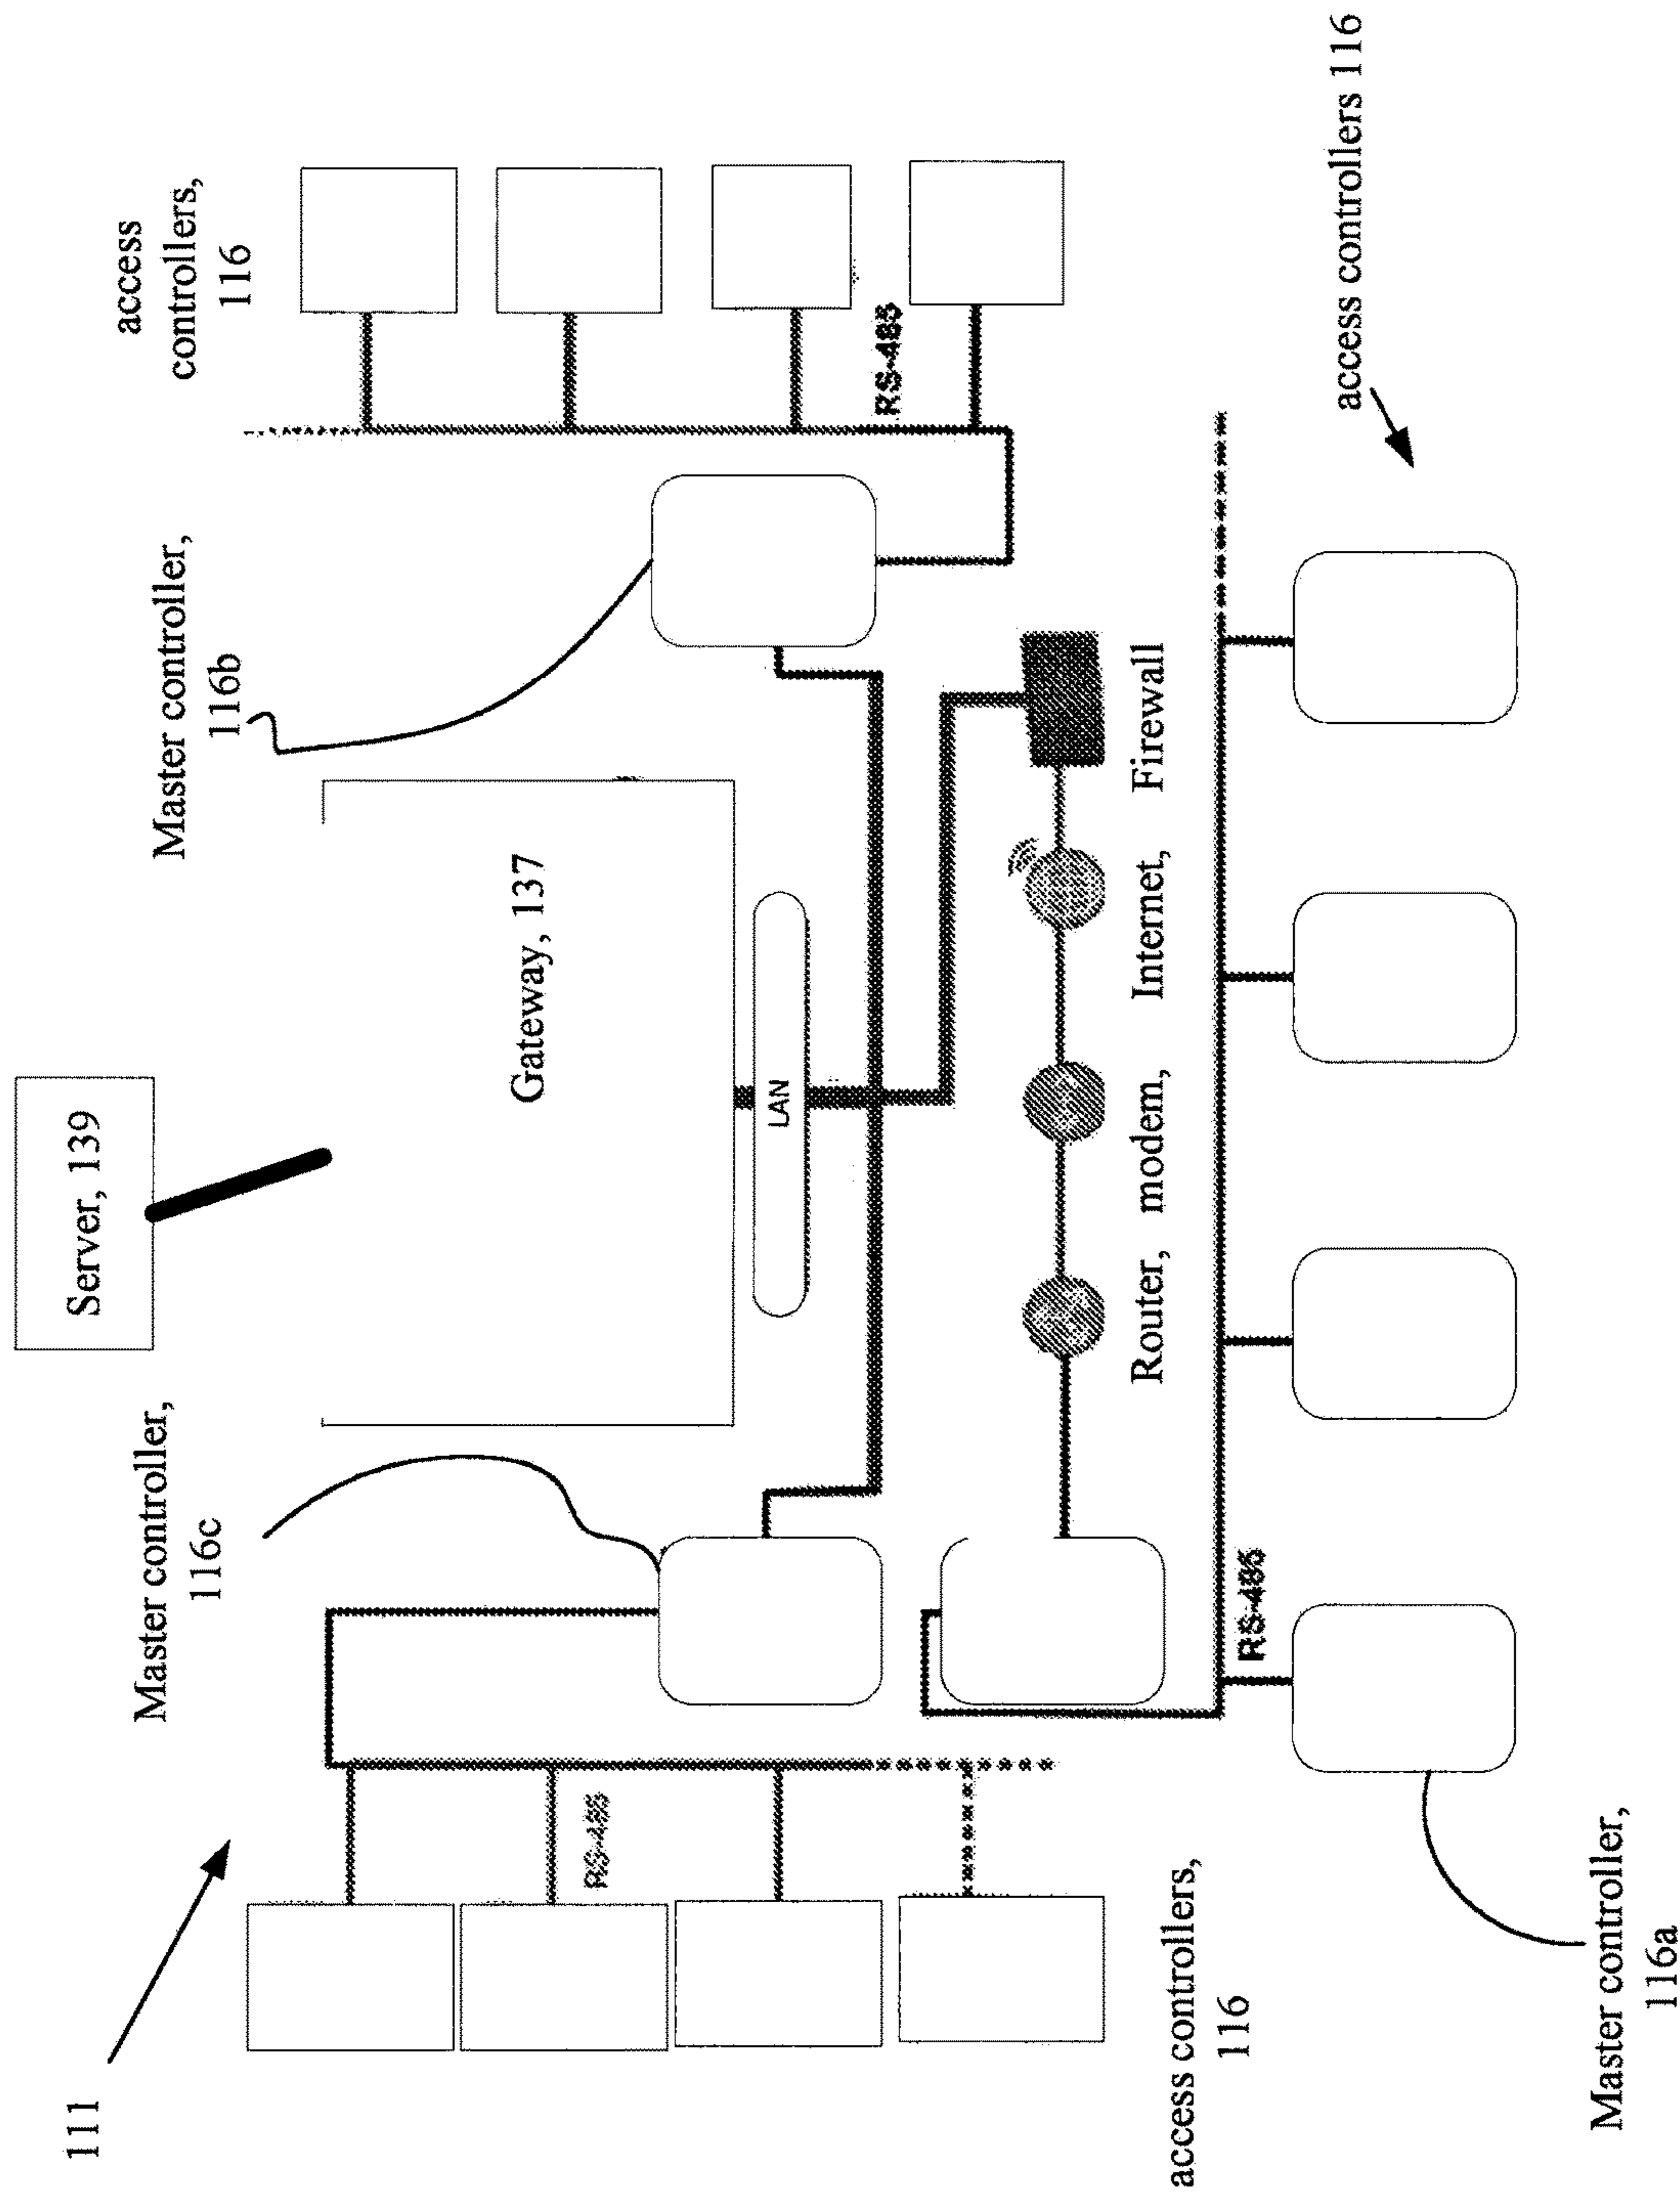 111
Server, 139
Master controller,
116c
Master controller,
116b
access
controllers,
116
Gateway, 137
LAN
RS-485
RS-485
Router, modem, Internet, Firewall
RS-485
access controllers,
116
access controllers 116
Master controller,
116a